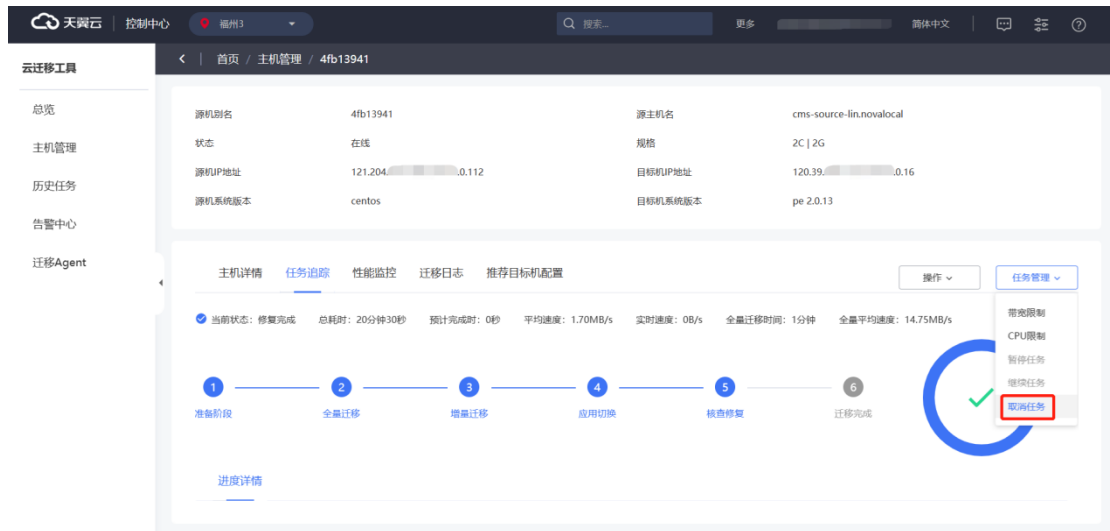 天翼云 控制中心 福州3 搜索... 更多 简体中文
云迁移工具
首页 / 主机管理 / 4fb13941
总览
主机管理
历史任务
告警中心
迁移Agent
源机别名 4fb13941 源主机名 cms-source-lin.novalocal
状态 在线 规格 2C | 2G
源机IP地址 121.204. .0.112 目标机IP地址 120.39. .0.16
源机系统版本 centos 目标机系统版本 pe 2.0.13
主机详情 任务追踪 性能监控 迁移日志 推荐目标机配置 操作 任务管理
当前状态：修复完成 总耗时：20分钟30秒 预计完成时：0秒 平均速度：1.70MB/s 实时速度：0B/s 全量迁移时间：1分钟 全量平均速度：14.75MB/s
带宽限制
CPU限制
暂停任务
继续任务
取消任务
1 2 3 4 5 6
准备阶段 全量迁移 增量迁移 应用切换 核查修复 迁移完成
进度详情